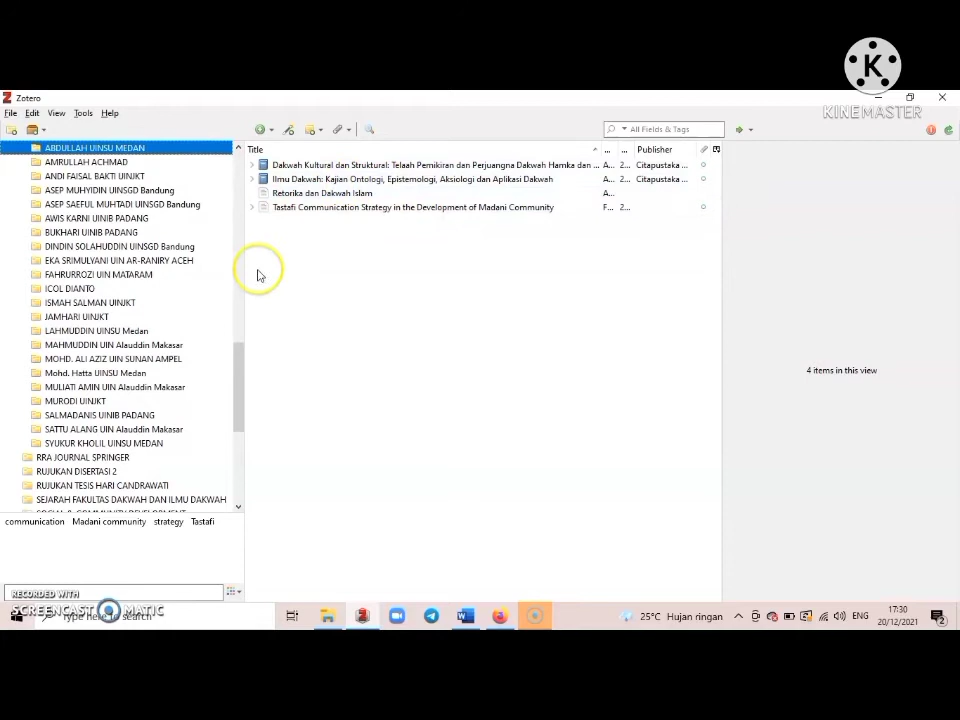 K
KINEMASTER
Zotero
File Edit View Tools Help
All Fields & Tags
ABDULLAH UINSU MEDAN
AMRULLAH ACHMAD
ANDI FAISAL BAKTI UINJKT
ASEP MUHYIDIN UINSGD Bandung
ASEP SAEFUL MUHTADI UINSGD Bandung
AWIS KARNI UINIB PADANG
BUKHARI UINIB PADANG
DINDIN SOLAHUDDIN UINSGD Bandung
EKA SRIMULYANI UIN AR-RANIRY ACEH
FAHRURROZI UIN MATARAM
ICOL DIANTO
ISMAH SALMAN UINJKT
JAMHARI UINJKT
LAHMUDDIN UINSU Medan
MAHMUDDIN UIN Alauddin Makasar
MOHD. ALI AZIZ UIN SUNAN AMPEL
Mohd. Hatta UINSU Medan
MULIATI AMIN UIN Alauddin Makasar
MURODI UINJKT
SALMADANIS UINIB PADANG
SATTU ALANG UIN Alauddin Makasar
SYUKUR KHOLIL UINSU MEDAN
RRA JOURNAL SPRINGER
RUJUKAN DISERTASI 2
RUJUKAN TESIS HARI CANDRAWATI
SEJARAH FAKULTAS DAKWAH DAN ILMU DAKWAH
Title ... ... Publisher
Dakwah Kultural dan Struktural: Telaah Pemikiran dan Perjuangna Dakwah Hamka dan ... A... 2... Citapustaka ...
Ilmu Dakwah: Kajian Ontologi, Epistemologi, Aksiologi dan Aplikasi Dakwah A... 2... Citapustaka ...
Retorika dan Dakwah Islam A...
Tastafi Communication Strategy in the Development of Madani Community F... 2...
4 items in this view
communication Madani community strategy Tastafi
RECORDED WITH
SCREENCAST MATIC
Type here to search
25°C Hujan ringan
ENG
17:30
20/12/2021
2